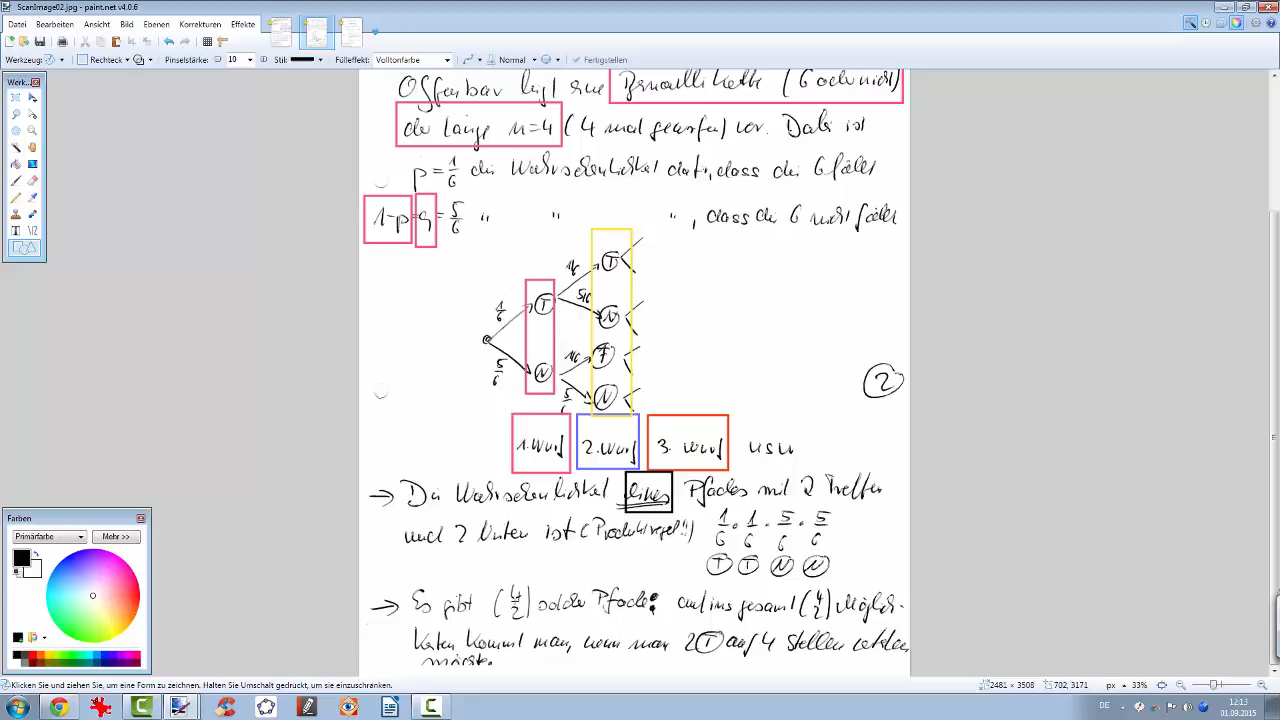 ScanImage02.jpg - paint.net v4.0.6
Datei Bearbeiten Ansicht Bild Ebenen Korrekturen Effekte
Werkzeug: Rechteck Pinselstärke: 10 Stil: Fülleffekt: Volltonfarbe Normal Fertigstellen
Werk...
Offenbar liegt eine Bernoullikette (6 oder nicht)
der Länge n=4 (4 mal geworfen) vor. Dabei ist
p = 1/6 die Wahrscheinlichkeit dafür, dass die 6 fällt
1-p = q = 5/6 " " ", dass die 6 nicht fällt
1/6 T 1/6 T
5/6 N
5/6 N 1/6 T
5/6 N
2
1. Wurf 2. Wurf 3. Wurf usw
→ Die Wahrscheinlichkeit eines Pfades mit 2 Treffern
und 2 Nieten ist (Produktregel!!) 1/6 · 1/6 · 5/6 · 5/6
T T N N
→ Es gibt (4/2) solche Pfade: auf insgesamt (4/2) Möglich-
keiten kommt man, wenn man 2 T auf 4 Stellen verteilen
möchte.
Farben
Primärfarbe Mehr >>
Klicken Sie und ziehen Sie, um eine Form zu zeichnen. Halten Sie Umschalt gedrückt, um sie einzuschränken.
2481 × 3508 702, 3171 px 33%
DE 12:13
01.09.2015